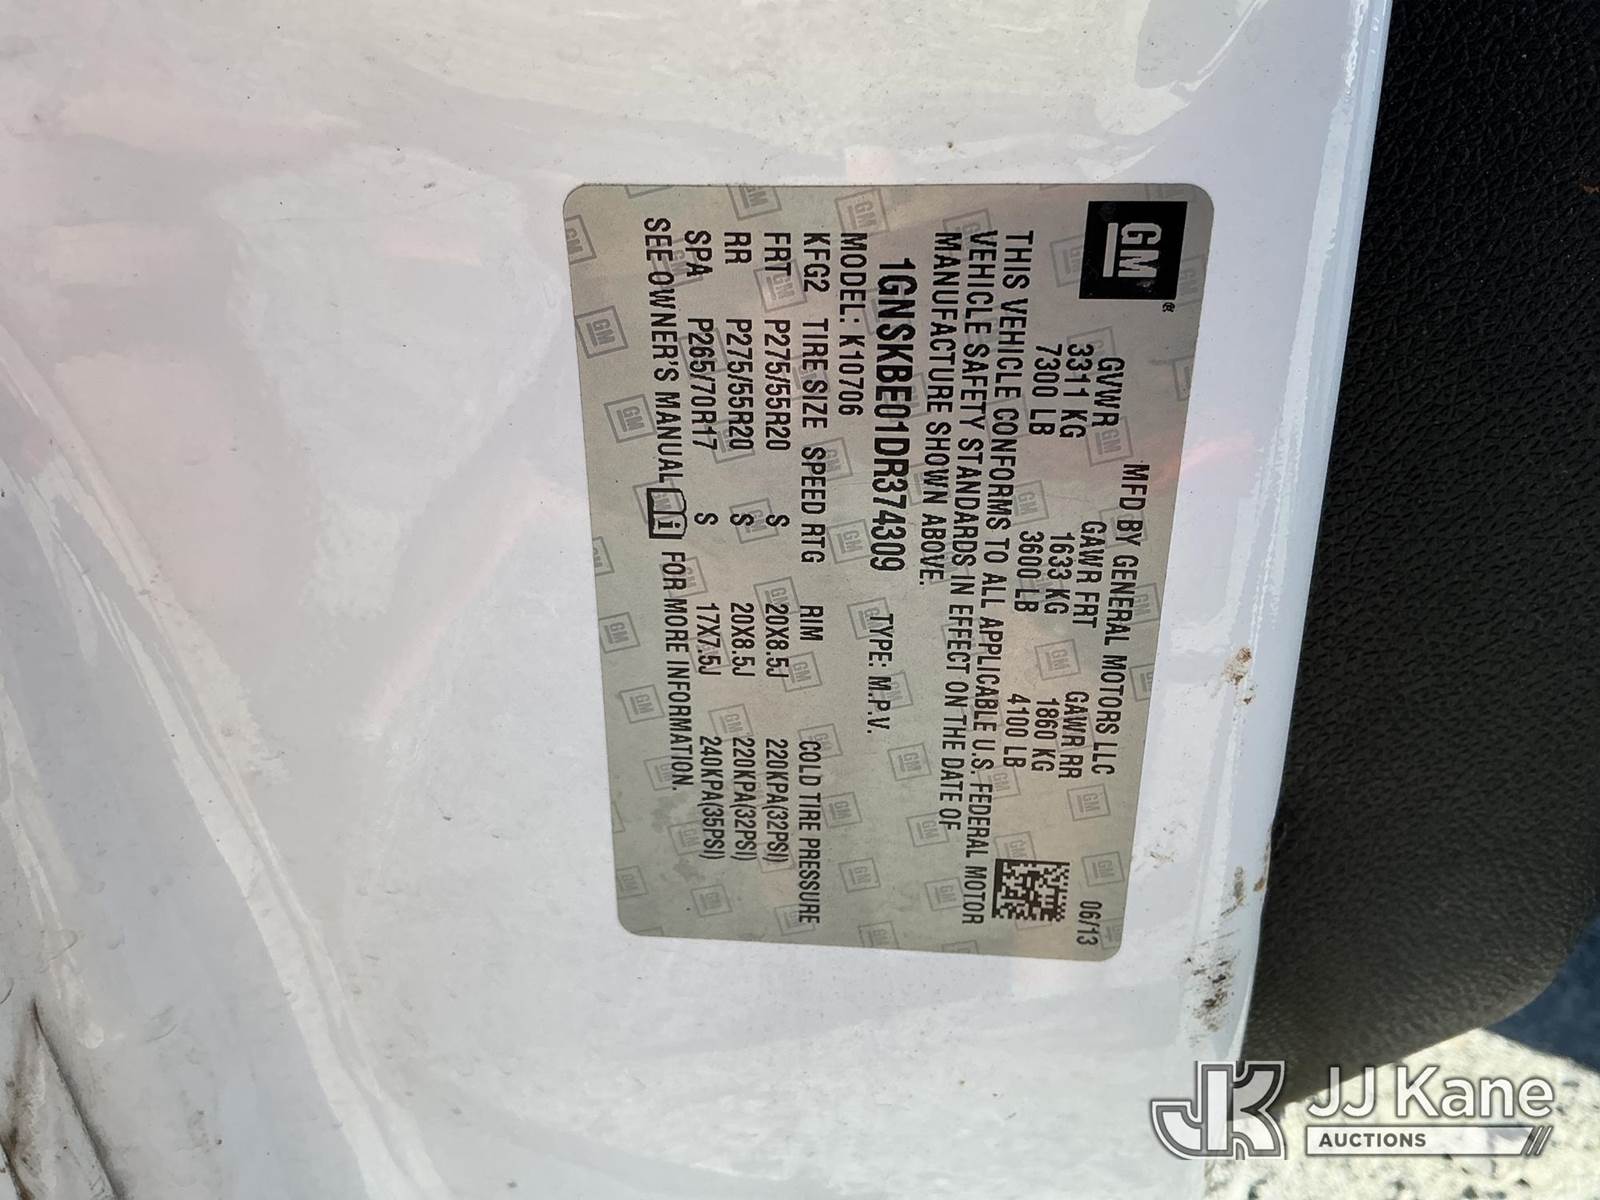 GM®
MFD BY GENERAL MOTORS LLC 06/13
GVWR GAWR FRT GAWR RR
3311 KG 1633 KG 1860 KG
7300 LB 3600 LB 4100 LB
THIS VEHICLE CONFORMS TO ALL APPLICABLE U.S. FEDERAL MOTOR
VEHICLE SAFETY STANDARDS IN EFFECT ON THE DATE OF
MANUFACTURE SHOWN ABOVE.
1GNSKBE01DR374309 TYPE: M.P.V.
MODEL: K10706
KFG2 TIRE SIZE SPEED RTG RIM COLD TIRE PRESSURE
FRT P275/55R20 S 20X8.5J 220KPA(32PSI)
RR P275/55R20 S 20X8.5J 220KPA(32PSI)
SPA P265/70R17 S 17X7.5J 240KPA(35PSI)
SEE OWNER'S MANUAL i FOR MORE INFORMATION.
JK JJ Kane
AUCTIONS